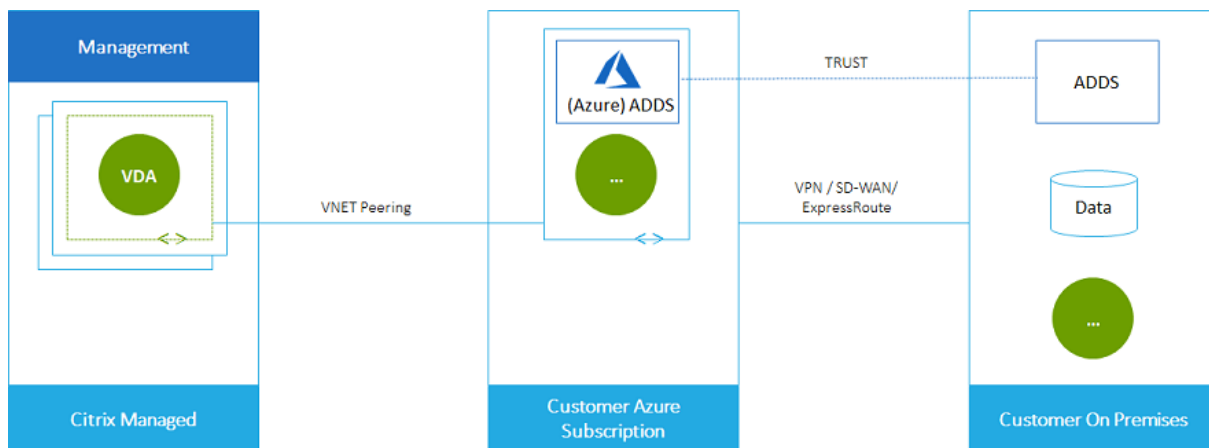 Management
VDA
Citrix Managed
VNET Peering
(Azure) ADDS
...
Customer Azure
Subscription
TRUST
VPN / SD-WAN/
ExpressRoute
ADDS
Data
...
Customer On Premises